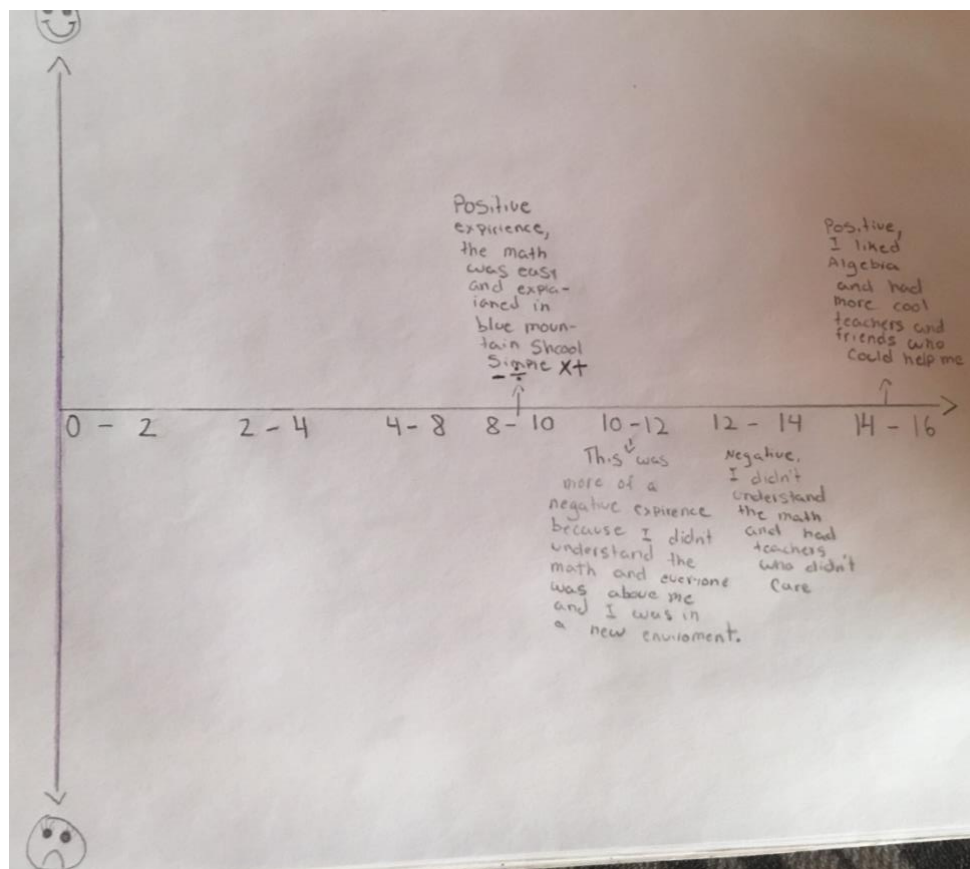 Positive
expirience,
the math
was easy
and expla-
ianed in
blue moun-
tain Shcool
Simple X+
- ÷
Positive,
I liked
Algebra
and had
more cool
teachers and
friends who
could help me
0 - 2
2 - 4
4 - 8
8 - 10
10 - 12
12 - 14
14 - 16
This was
more of a
negative expirence
because I didnt
understand the
math and everyone
was above me
and I was in
a new enviroment.
Negative.
I didn't
understand
the math
and had
teachers
who didn't
Care